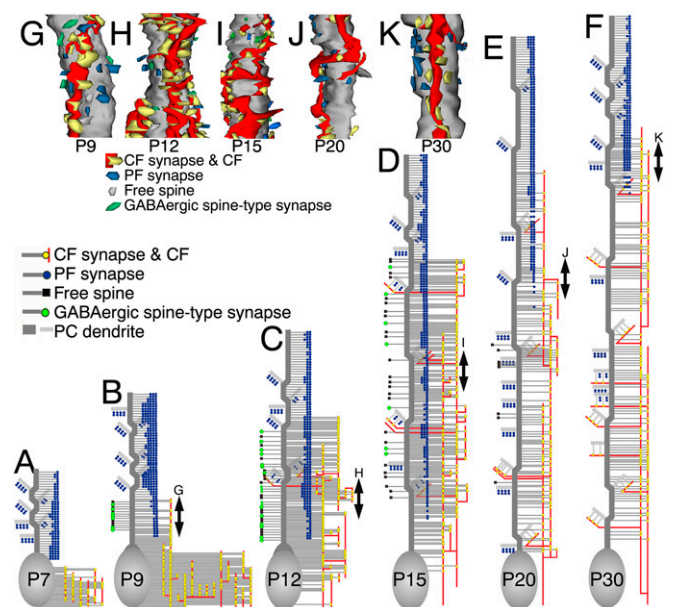 G H I J K E F
P9 P12 P15 P20 P30
CF synapse & CF
PF synapse
Free spine
GABAergic spine-type synapse
K
D
J
CF synapse & CF
PF synapse
Free spine
GABAergic spine-type synapse
PC dendrite
C
I
B
A
G
H
P7 P9 P12 P15 P20 P30